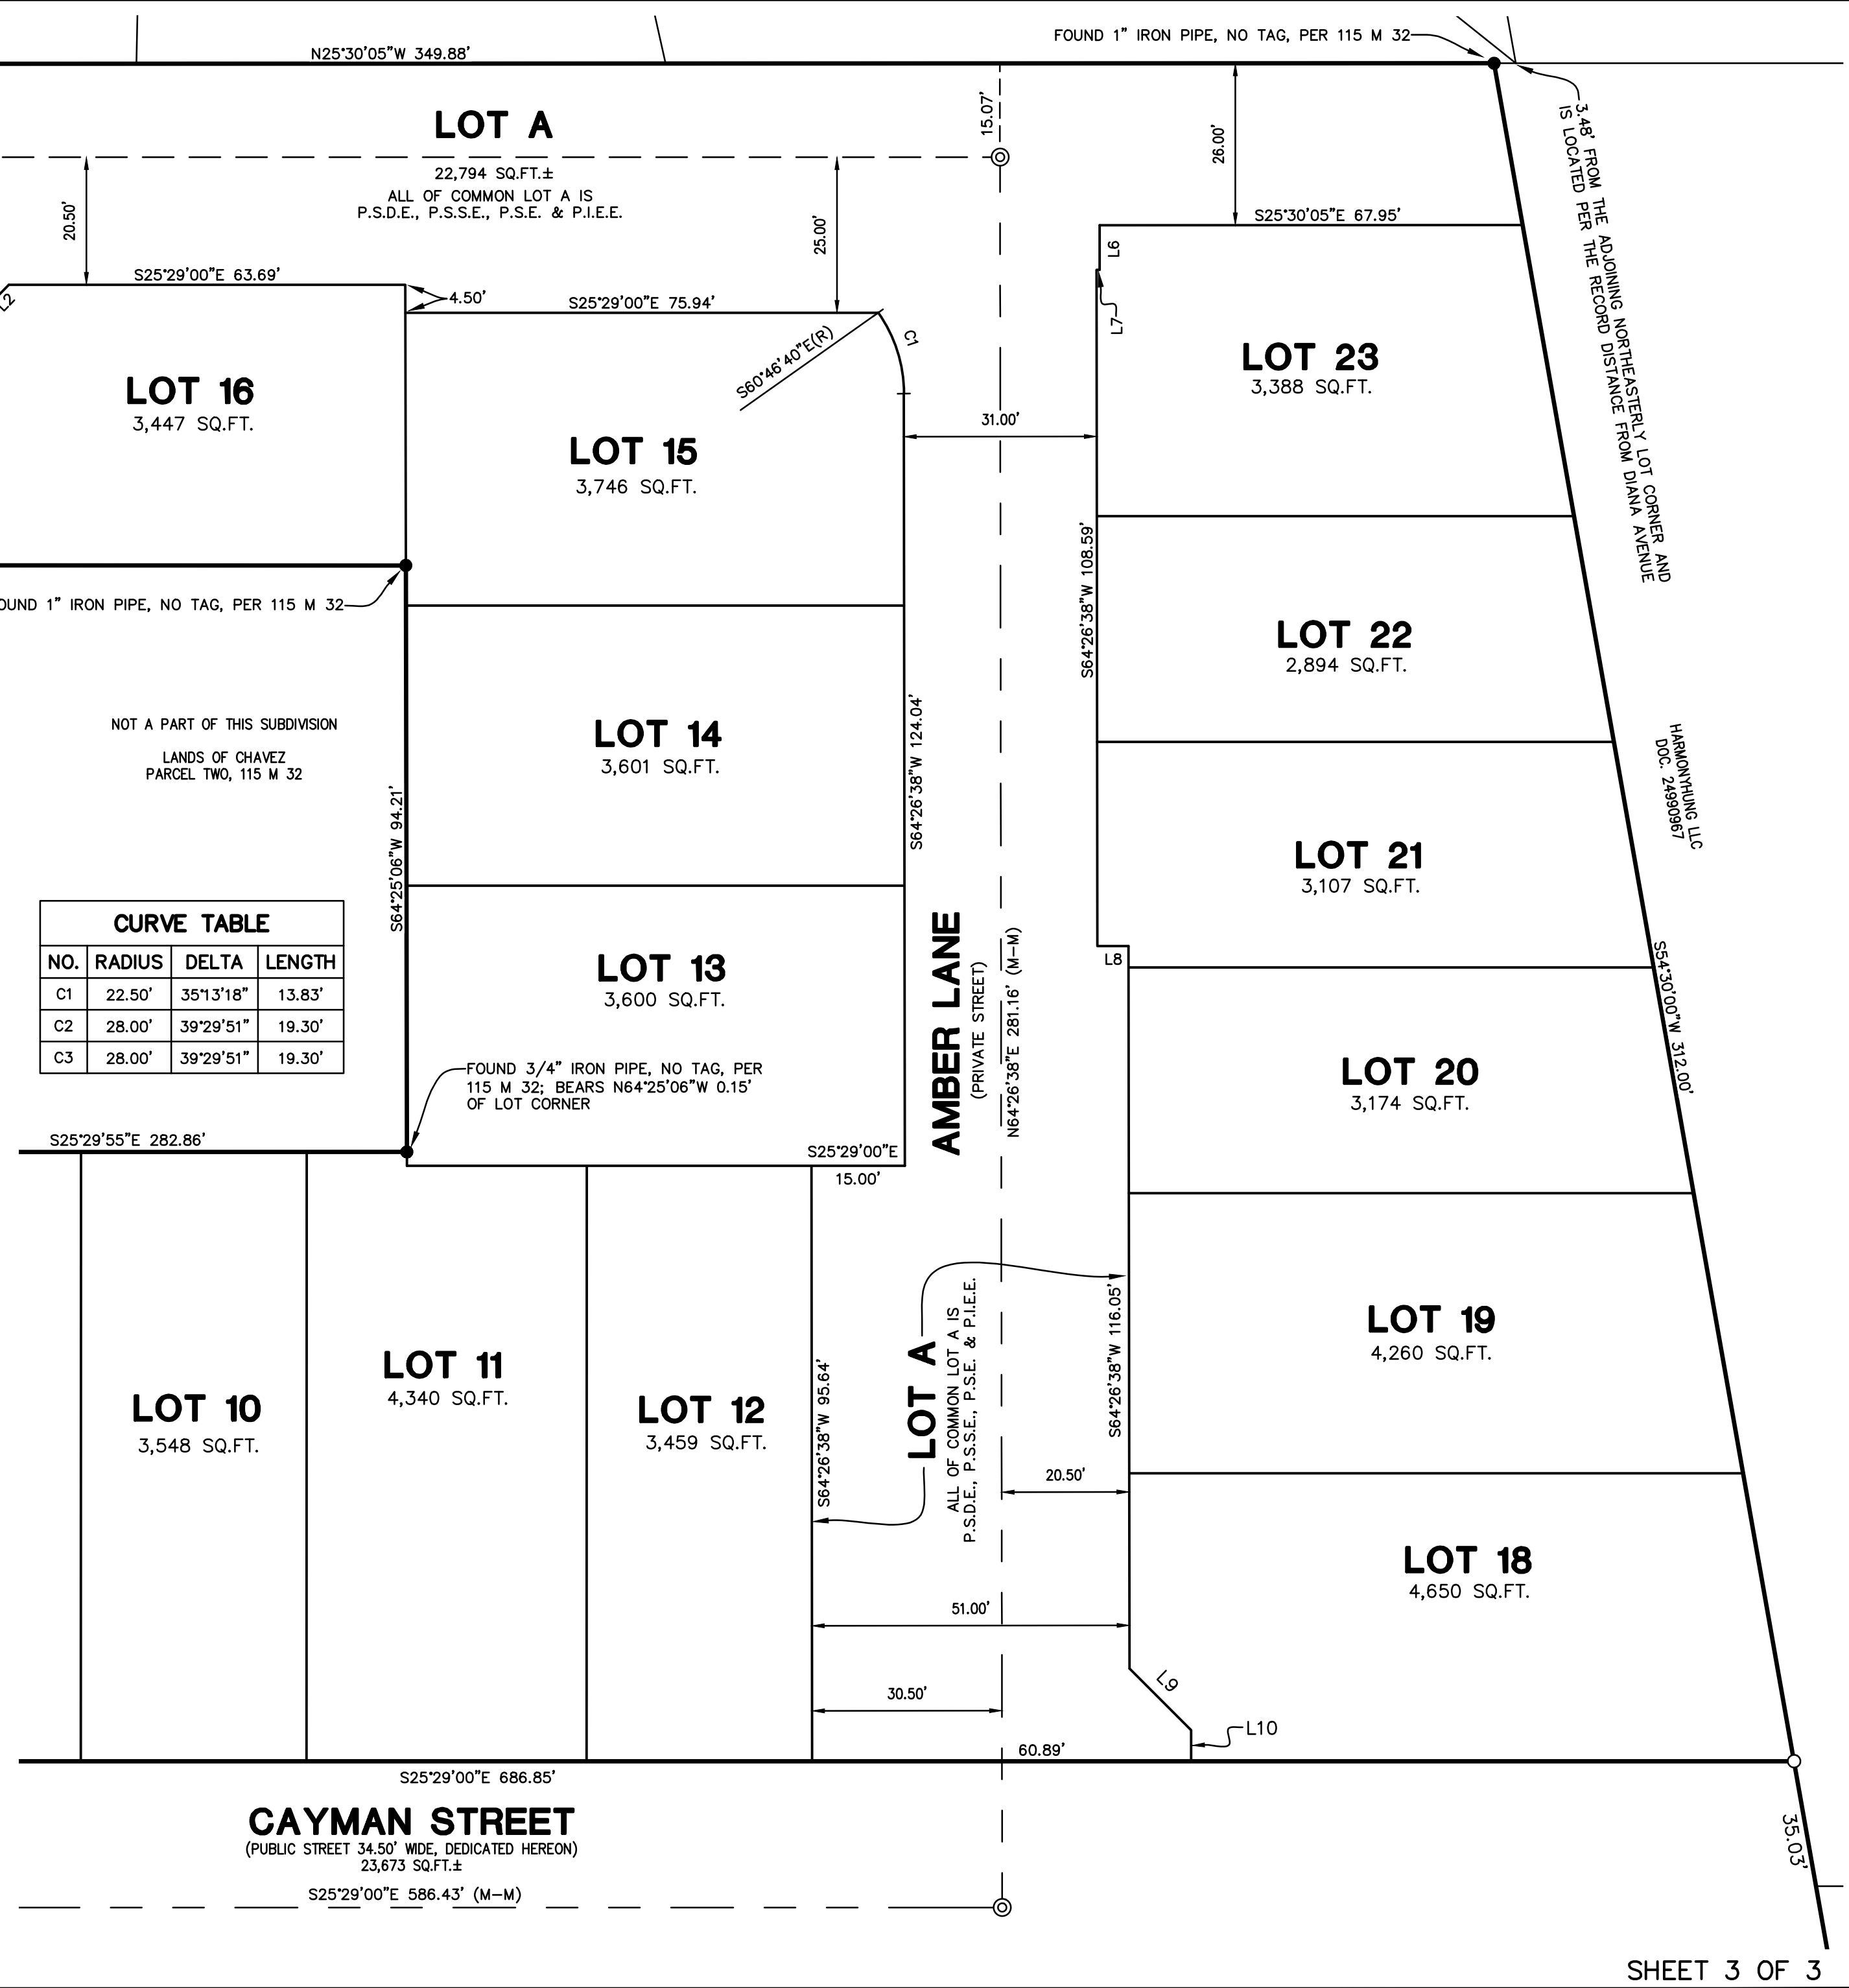 FOUND 1" IRON PIPE, NO TAG, PER 115 M 32
N25°30'05"W 349.88'
LOT A
22,794 SQ.FT.±
ALL OF COMMON LOT A IS
P.S.D.E., P.S.S.E., P.S.E. & P.I.E.E.
15.07'
26.00'
3.48' FROM THE ADJOINING NORTHEASTERLY LOT CORNER AND
IS LOCATED PER THE RECORD DISTANCE FROM DIANA AVENUE
20.50'
25.00'
S25°30'05"E 67.95'
L6
L7
L2
S25°29'00"E 63.69'
4.50'
S25°29'00"E 75.94'
C1
S60°46'40"E(R)
LOT 16
3,447 SQ.FT.
LOT 15
3,746 SQ.FT.
31.00'
LOT 23
3,388 SQ.FT.
OUND 1" IRON PIPE, NO TAG, PER 115 M 32
S64°26'38"W 108.59'
LOT 22
2,894 SQ.FT.
NOT A PART OF THIS SUBDIVISION
LANDS OF CHAVEZ
PARCEL TWO, 115 M 32
LOT 14
3,601 SQ.FT.
S64°26'38"W 124.04'
S64°25'06"W 94.21'
HARMONYHUNG LLC
DOC. 24990967
LOT 21
3,107 SQ.FT.
CURVE TABLE
NO. RADIUS DELTA LENGTH
C1 22.50' 35°13'18" 13.83'
C2 28.00' 39°29'51" 19.30'
C3 28.00' 39°29'51" 19.30'
LOT 13
3,600 SQ.FT.
AMBER LANE
(PRIVATE STREET)
N64°26'38"E 281.16' (M-M)
L8
S54°30'00"W 312.00'
FOUND 3/4" IRON PIPE, NO TAG, PER
115 M 32; BEARS N64°25'06"W 0.15'
OF LOT CORNER
LOT 20
3,174 SQ.FT.
S25°29'55"E 282.86'
S25°29'00"E
15.00'
LOT 10
3,548 SQ.FT.
LOT 11
4,340 SQ.FT.
LOT 12
3,459 SQ.FT.
S64°26'38"W 95.64'
LOT A
ALL OF COMMON LOT A IS
P.S.D.E., P.S.S.E., P.S.E. & P.I.E.E.
S64°26'38"W 116.05'
LOT 19
4,260 SQ.FT.
20.50'
LOT 18
4,650 SQ.FT.
51.00'
30.50'
L9
L10
60.89'
S25°29'00"E 686.85'
CAYMAN STREET
(PUBLIC STREET 34.50' WIDE, DEDICATED HEREON)
23,673 SQ.FT.±
S25°29'00"E 586.43' (M-M)
35.03'
SHEET 3 OF 3